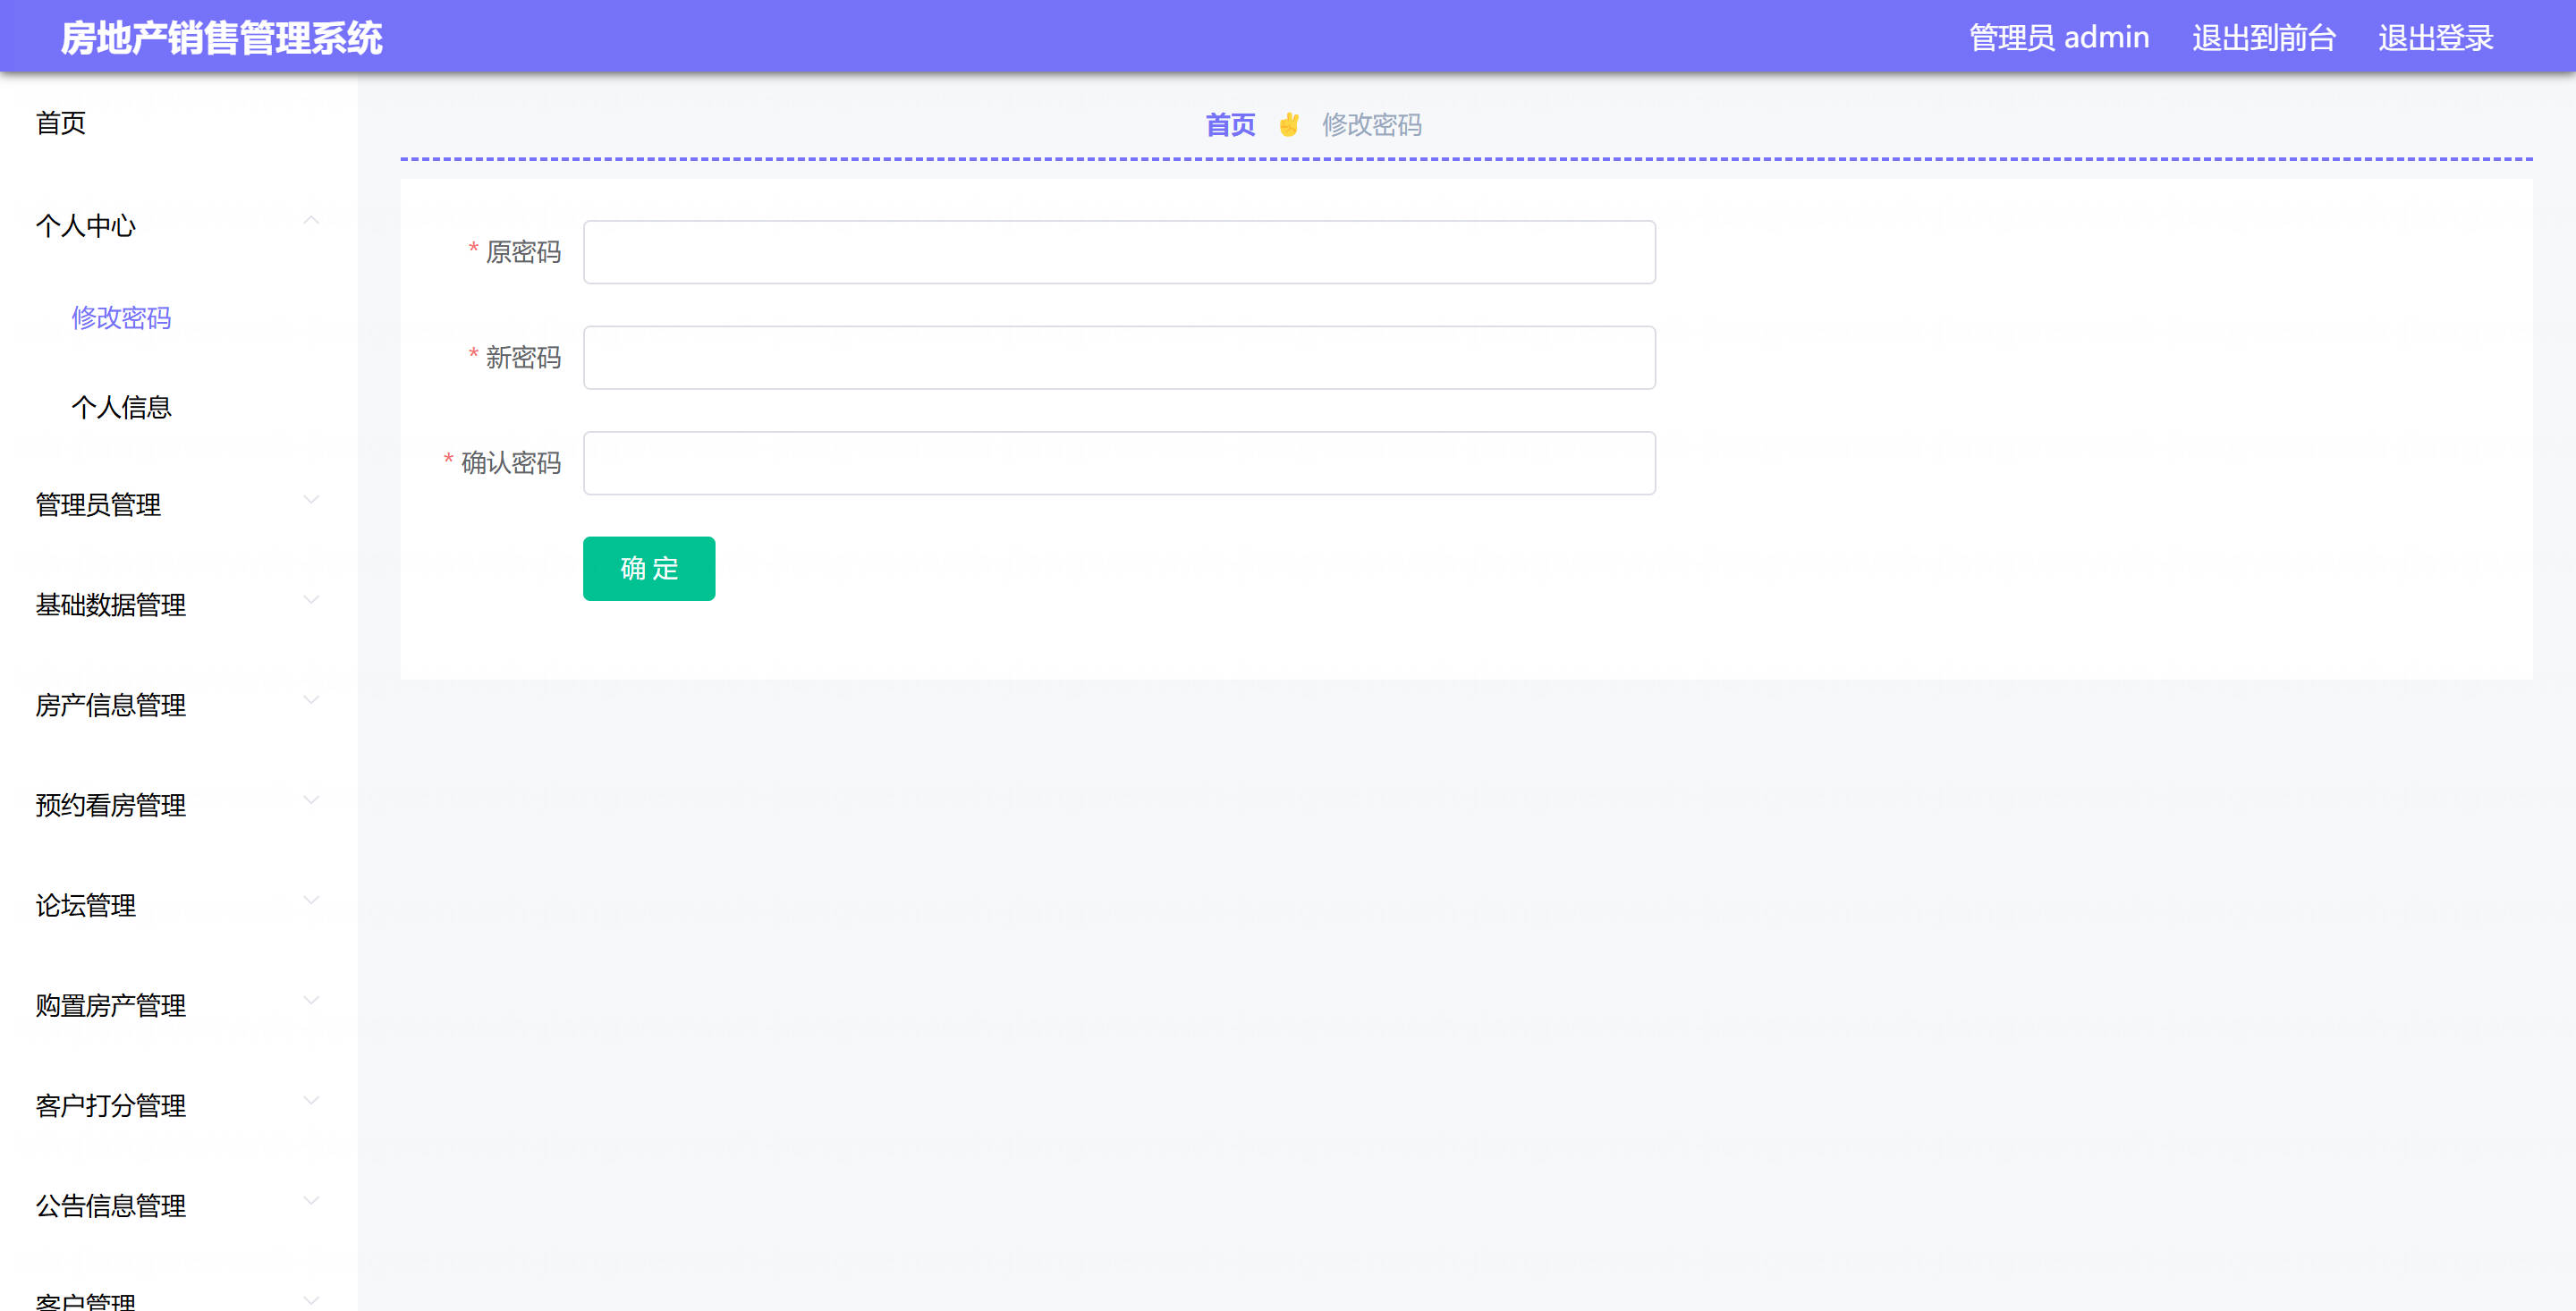 房地产销售管理系统
管理员 admin 退出到前台 退出登录
首页
个人中心
修改密码
个人信息
管理员管理
基础数据管理
房产信息管理
预约看房管理
论坛管理
购置房产管理
客户打分管理
公告信息管理
客户管理
首页 ✌ 修改密码
* 原密码
* 新密码
* 确认密码
确 定